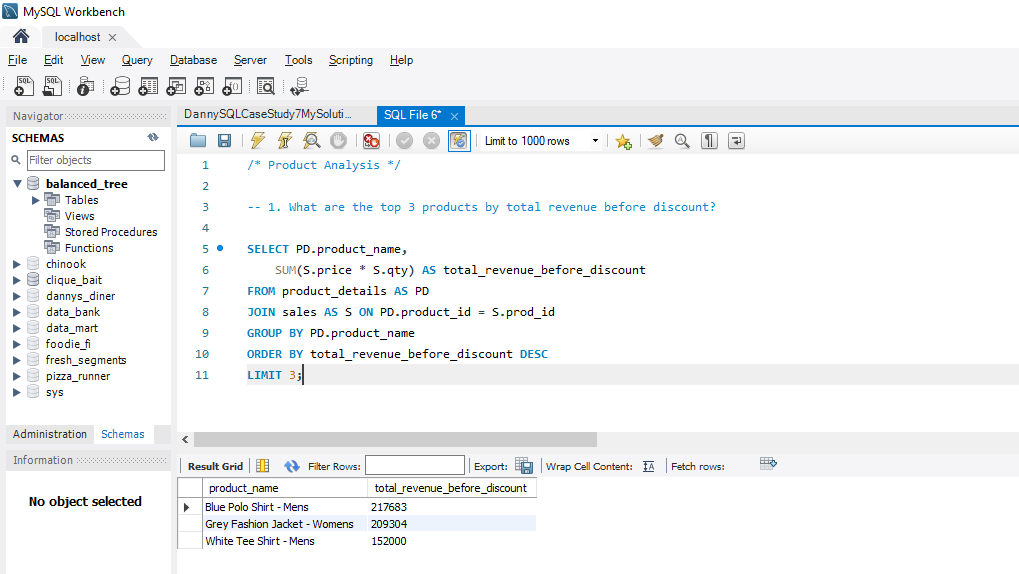 MySQL Workbench
localhost
File Edit View Query Database Server Tools Scripting Help
Navigator
SCHEMAS
Filter objects
balanced_tree
Tables
Views
Stored Procedures
Functions
chinook
clique_bait
dannys_diner
data_bank
data_mart
foodie_fi
fresh_segments
pizza_runner
sys
Administration Schemas
Information
No object selected
DannySQLCaseStudy7MySoluti... SQL File 6*
Limit to 1000 rows
1 /* Product Analysis */
2
3 -- 1. What are the top 3 products by total revenue before discount?
4
5 SELECT PD.product_name,
6 SUM(S.price * S.qty) AS total_revenue_before_discount
7 FROM product_details AS PD
8 JOIN sales AS S ON PD.product_id = S.prod_id
9 GROUP BY PD.product_name
10 ORDER BY total_revenue_before_discount DESC
11 LIMIT 3;
Result Grid Filter Rows: Export: Wrap Cell Content: Fetch rows:
product_name total_revenue_before_discount
Blue Polo Shirt - Mens 217683
Grey Fashion Jacket - Womens 209304
White Tee Shirt - Mens 152000